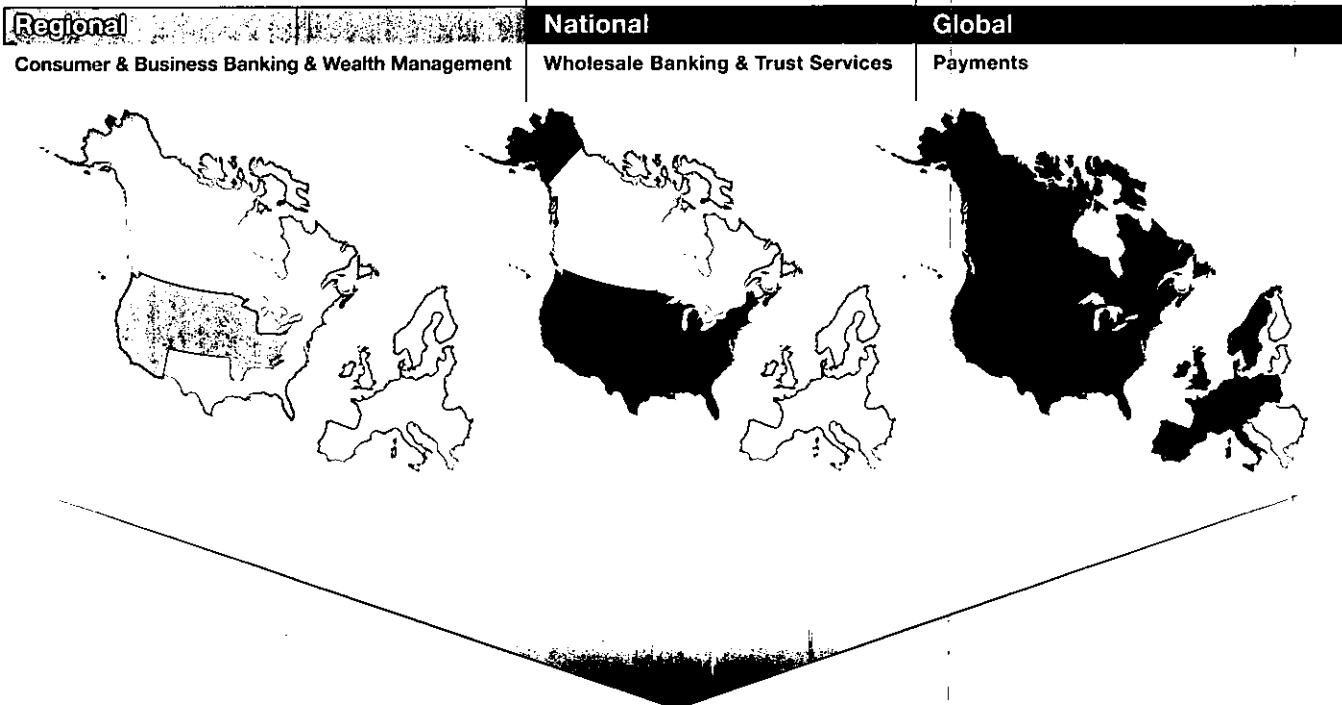 Regional
National
Global
Consumer & Business Banking & Wealth Management
Wholesale Banking & Trust Services
Payments